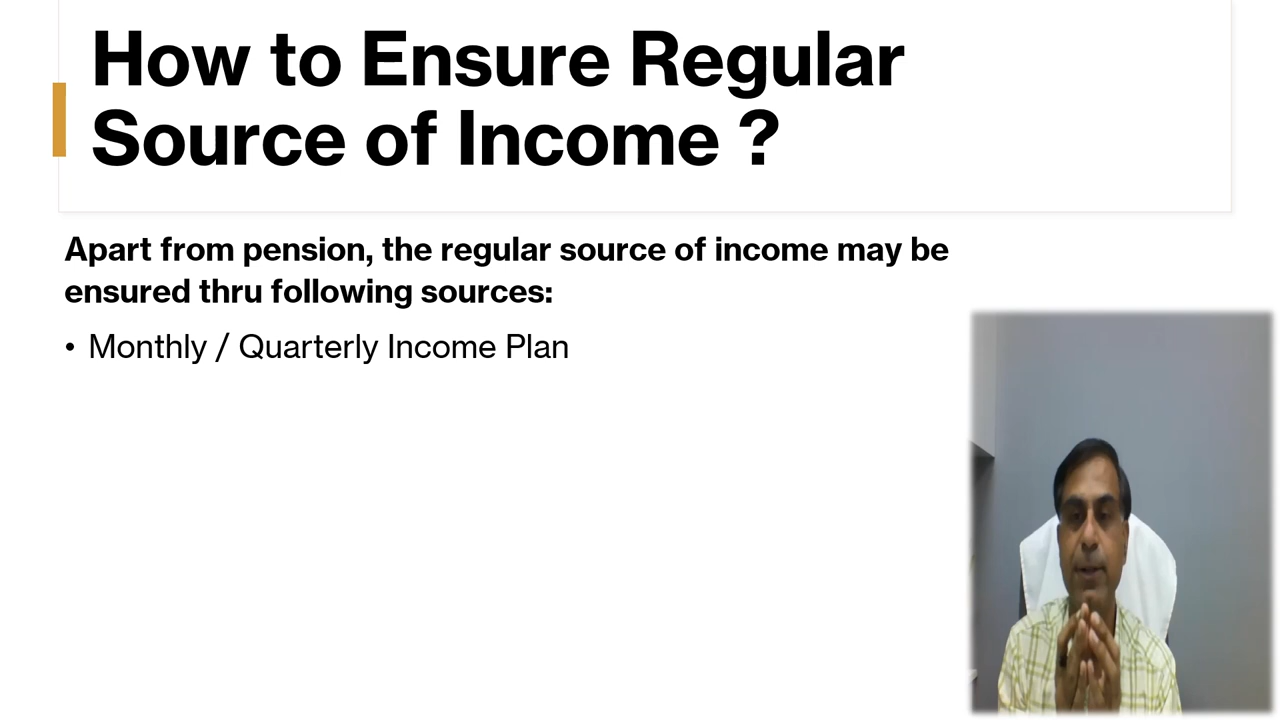 How to Ensure Regular
Source of Income ?
Apart from pension, the regular source of income may be
ensured thru following sources:
• Monthly / Quarterly Income Plan